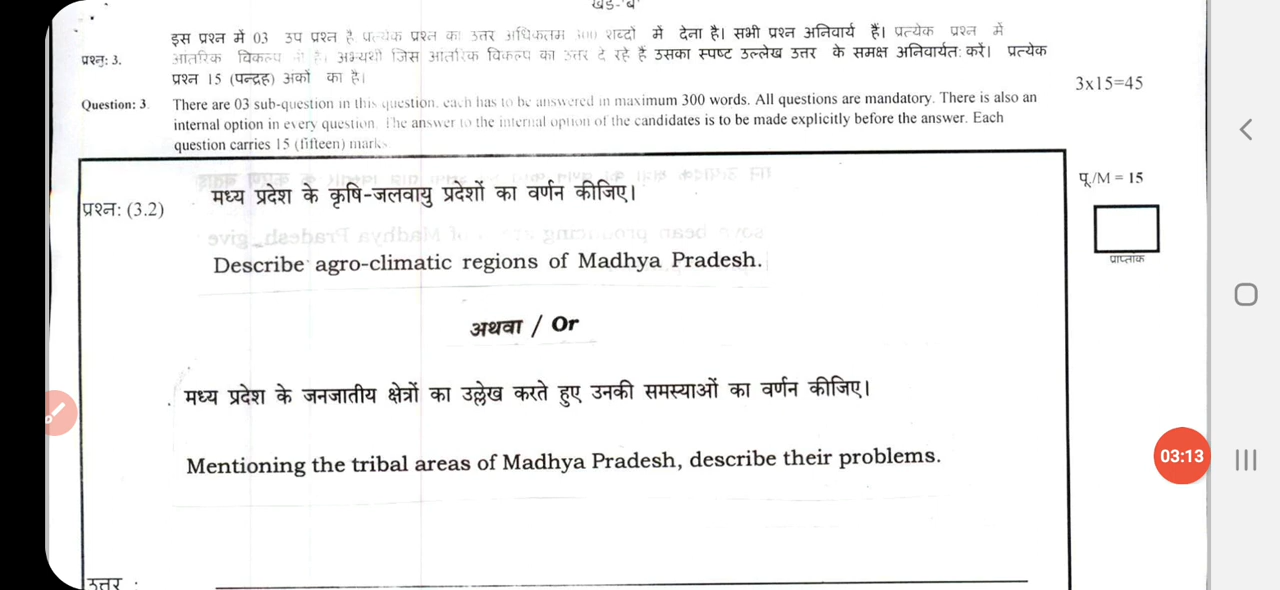 खंड-'ब'
इस प्रश्न में 03 उप प्रश्न है प्रत्येक प्रश्न का उत्तर अधिकतम 300 शब्दों में देना है। सभी प्रश्न अनिवार्य हैं। प्रत्येक प्रश्न में
प्रश्न: 3. आंतरिक विकल्प भी है। अभ्यर्थी जिस आंतरिक विकल्प का उत्तर दे रहे हैं उसका स्पष्ट उल्लेख उत्तर के समक्ष अनिवार्यत: करें। प्रत्येक
प्रश्न 15 (पन्द्रह) अंकों का है।
3x15=45
Question: 3. There are 03 sub-question in this question, each has to be answered in maximum 300 words. All questions are mandatory. There is also an
internal option in every question. The answer to the internal option of the candidates is to be made explicitly before the answer. Each
question carries 15 (fifteen) marks
पू./M = 15
प्रश्न: (3.2) मध्य प्रदेश के कृषि-जलवायु प्रदेशों का वर्णन कीजिए।
Describe agro-climatic regions of Madhya Pradesh.
प्राप्तांक
अथवा / Or
मध्य प्रदेश के जनजातीय क्षेत्रों का उल्लेख करते हुए उनकी समस्याओं का वर्णन कीजिए।
Mentioning the tribal areas of Madhya Pradesh, describe their problems.
03:13
उत्तर :